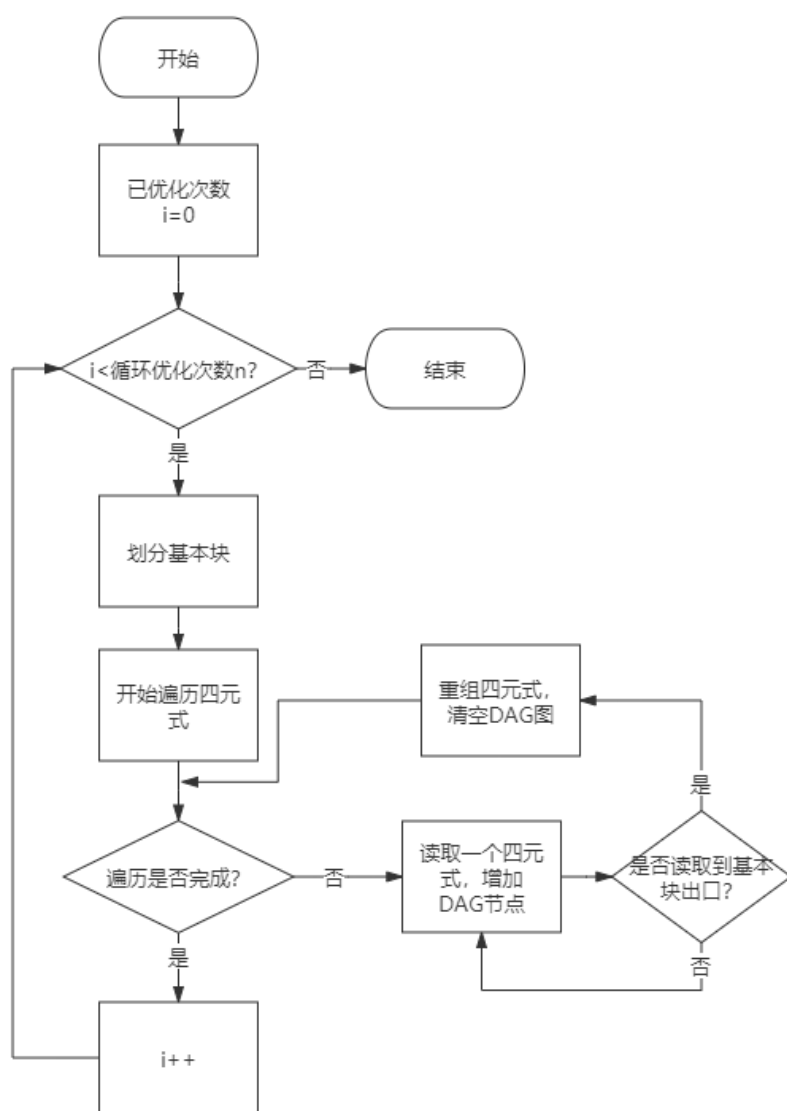 开始
已优化次数
i=0
i<循环优化次数n?
否
结束
是
划分基本块
开始遍历四元
式
重组四元式，
清空DAG图
是
遍历是否完成?
否
读取一个四元
式，增加
DAG节点
是否读取到基本
块出口?
是
否
i++